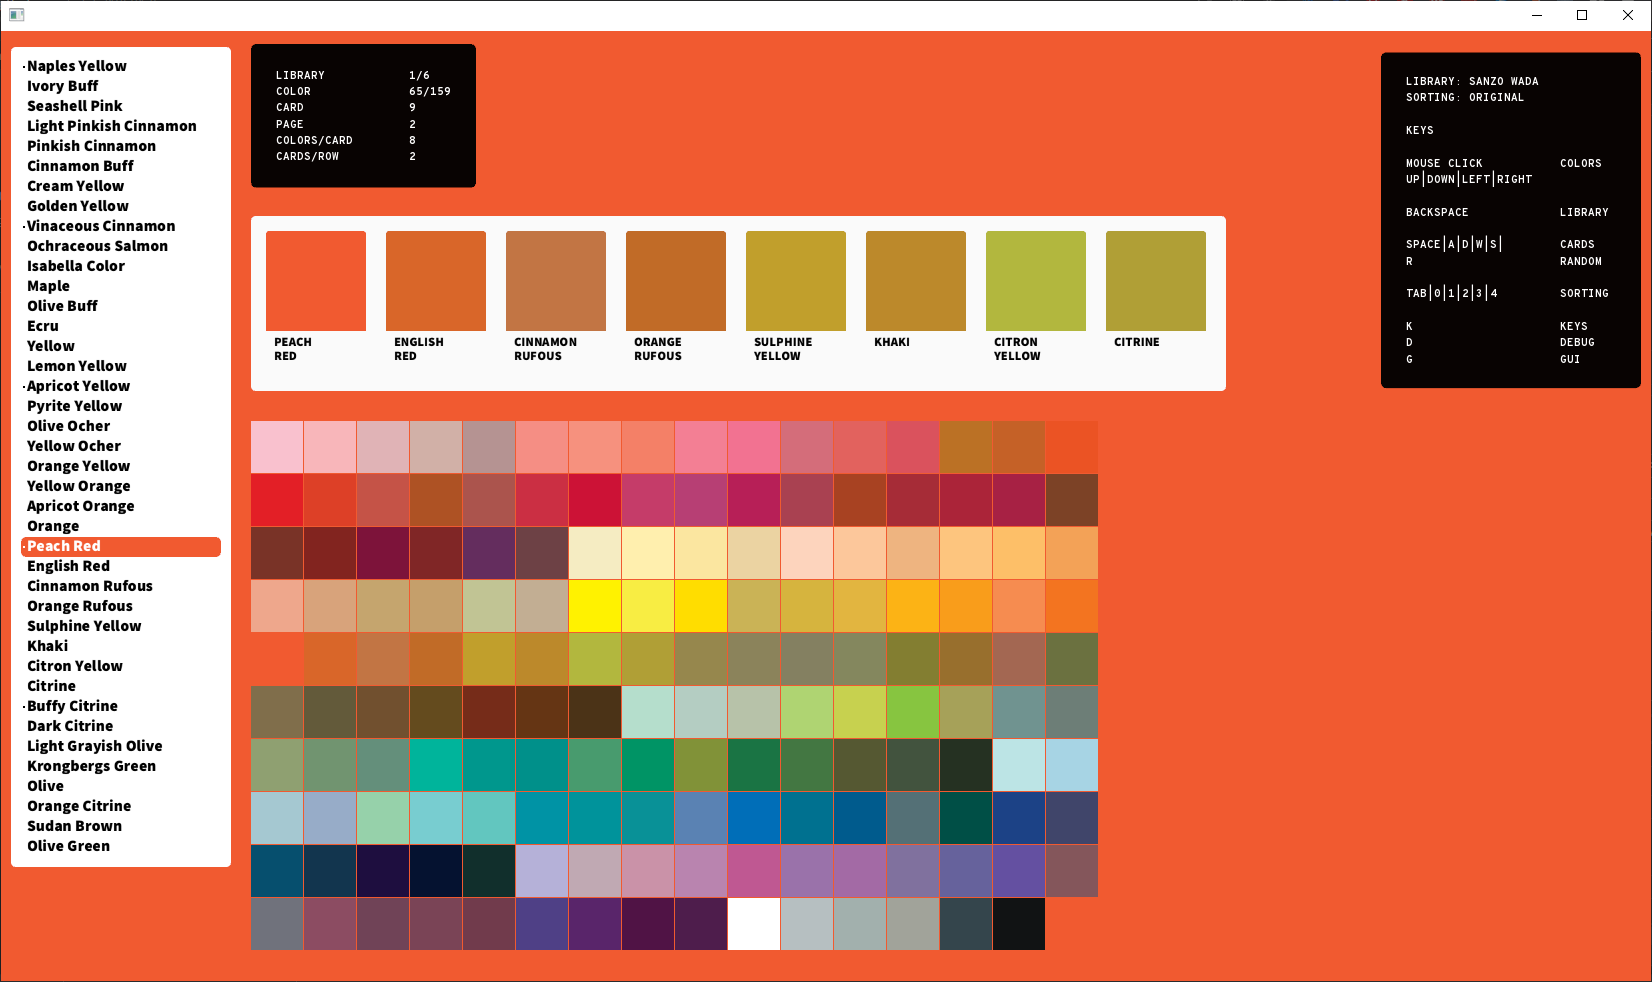 ·Naples Yellow
Ivory Buff
Seashell Pink
Light Pinkish Cinnamon
Pinkish Cinnamon
Cinnamon Buff
Cream Yellow
Golden Yellow
·Vinaceous Cinnamon
Ochraceous Salmon
Isabella Color
Maple
Olive Buff
Ecru
Yellow
Lemon Yellow
·Apricot Yellow
Pyrite Yellow
Olive Ocher
Yellow Ocher
Orange Yellow
Yellow Orange
Apricot Orange
Orange
·Peach Red
English Red
Cinnamon Rufous
Orange Rufous
Sulphine Yellow
Khaki
Citron Yellow
Citrine
·Buffy Citrine
Dark Citrine
Light Grayish Olive
Krongbergs Green
Olive
Orange Citrine
Sudan Brown
Olive Green
LIBRARY 1/6
COLOR 65/159
CARD 9
PAGE 2
COLORS/CARD 8
CARDS/ROW 2
PEACH
RED
ENGLISH
RED
CINNAMON
RUFOUS
ORANGE
RUFOUS
SULPHINE
YELLOW
KHAKI
CITRON
YELLOW
CITRINE
LIBRARY: SANZO WADA
SORTING: ORIGINAL
KEYS
MOUSE CLICK COLORS
UP|DOWN|LEFT|RIGHT
BACKSPACE LIBRARY
SPACE|A|D|W|S| CARDS
R RANDOM
TAB|0|1|2|3|4 SORTING
K KEYS
D DEBUG
G GUI